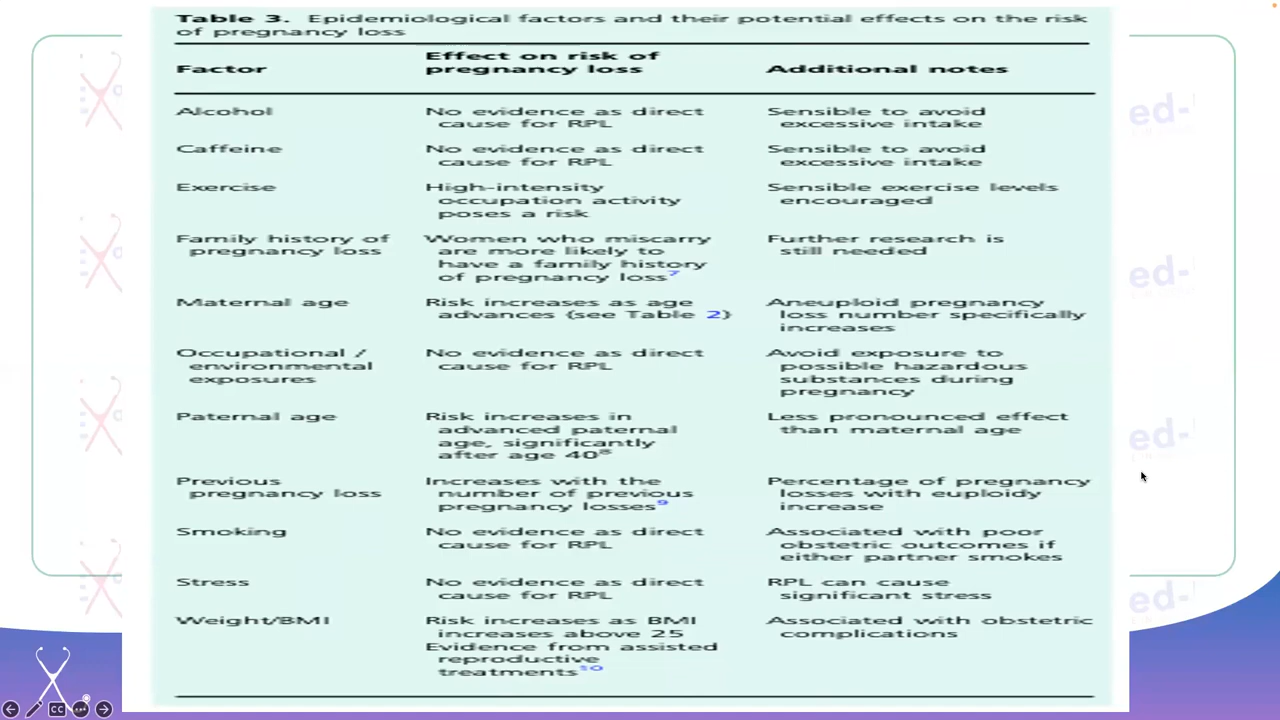 Table 3. Epidemiological factors and their potential effects on the risk
of pregnancy loss
Factor
Effect on risk of
pregnancy loss
Additional notes
Alcohol
No evidence as direct
cause for RPL
Sensible to avoid
excessive intake
Caffeine
No evidence as direct
cause for RPL
Sensible to avoid
excessive intake
Exercise
High-intensity
occupation activity
poses a risk
Sensible exercise levels
encouraged
Family history of
pregnancy loss
Women who miscarry
are more likely to
have a family history
of pregnancy loss7
Further research is
still needed
Maternal age
Risk increases as age
advances (see Table 2)
Aneuploid pregnancy
loss number specifically
increases
Occupational /
environmental
exposures
No evidence as direct
cause for RPL
Avoid exposure to
possible hazardous
substances during
pregnancy
Paternal age
Risk increases in
advanced paternal
age, significantly
after age 408
Less pronounced effect
than maternal age
Previous
pregnancy loss
Increases with the
number of previous
pregnancy losses9
Percentage of pregnancy
losses with euploidy
increase
Smoking
No evidence as direct
cause for RPL
Associated with poor
obstetric outcomes if
either partner smokes
Stress
No evidence as direct
cause for RPL
RPL can cause
significant stress
Weight/BMI
Risk increases as BMI
increases above 25
Evidence from assisted
reproductive
treatments10
Associated with obstetric
complications
ed-
ed-
ed-
ed-
CC